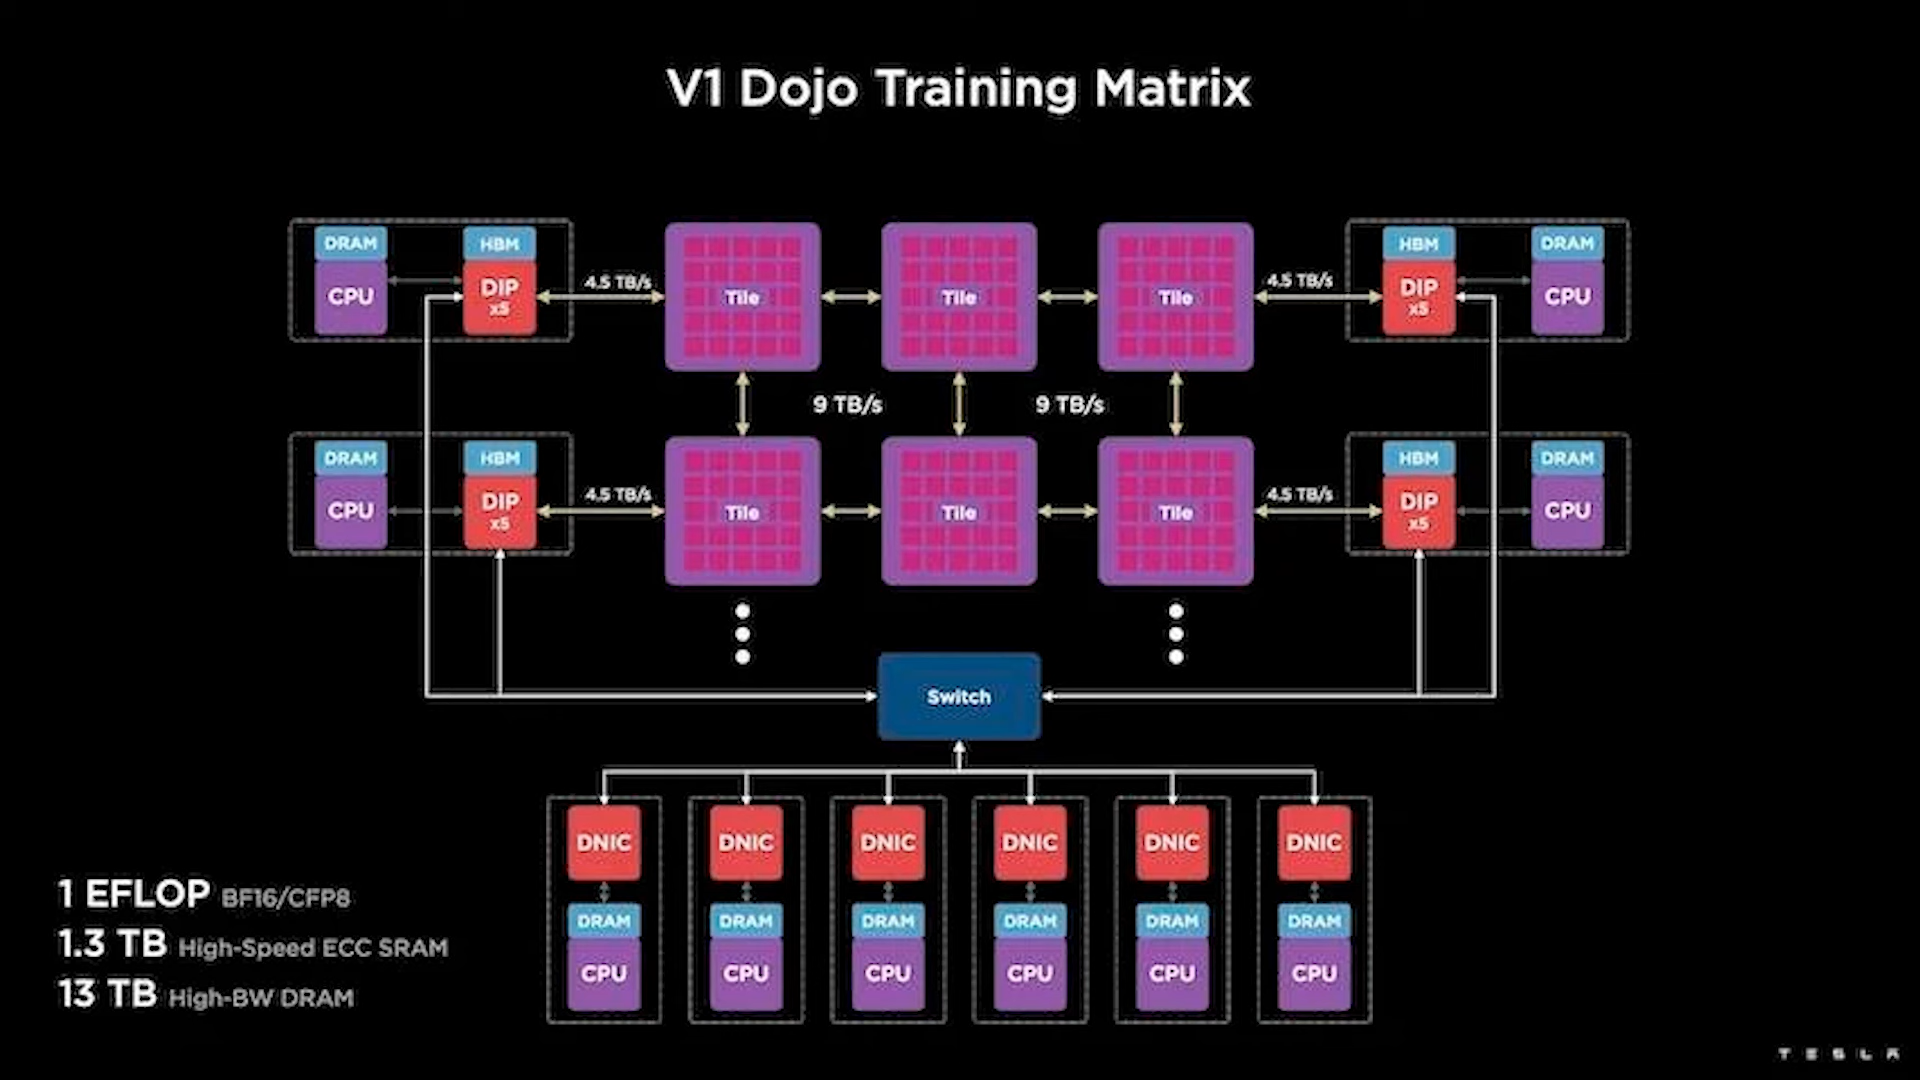 V1 Dojo Training Matrix
DRAM
CPU
HBM
DIP
x5
4.5 TB/s
Tile
Tile
Tile
4.5 TB/s
HBM
DIP
x5
DRAM
CPU
9 TB/s
9 TB/s
DRAM
CPU
HBM
DIP
x5
4.5 TB/s
Tile
Tile
Tile
4.5 TB/s
HBM
DIP
x5
DRAM
CPU
Switch
DNIC
DNIC
DNIC
DNIC
DNIC
DNIC
DRAM
DRAM
DRAM
DRAM
DRAM
DRAM
CPU
CPU
CPU
CPU
CPU
CPU
1 EFLOP BF16/CFP8
1.3 TB High-Speed ECC SRAM
13 TB High-BW DRAM
TESLA